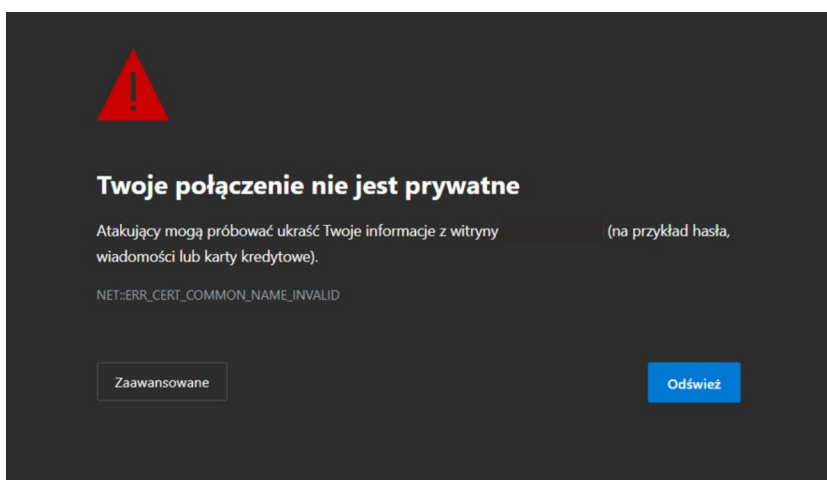 Twoje połączenie nie jest prywatne
Atakujący mogą próbować ukraść Twoje informacje z witryny (na przykład hasła,
wiadomości lub karty kredytowe).
NET::ERR_CERT_COMMON_NAME_INVALID
Zaawansowane
Odśwież